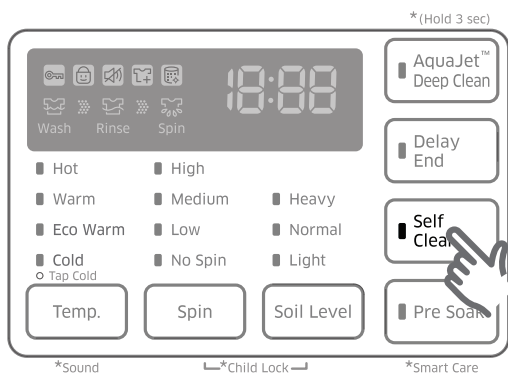 *(Hold 3 sec)
AquaJet™
Deep Clean
18:88
Wash Rinse Spin
Delay
End
Hot High
Warm Medium Heavy
Eco Warm Low Normal
Cold No Spin Light
Tap Cold
Self
Clean
Temp. Spin Soil Level Pre Soak
*Sound *Child Lock *Smart Care